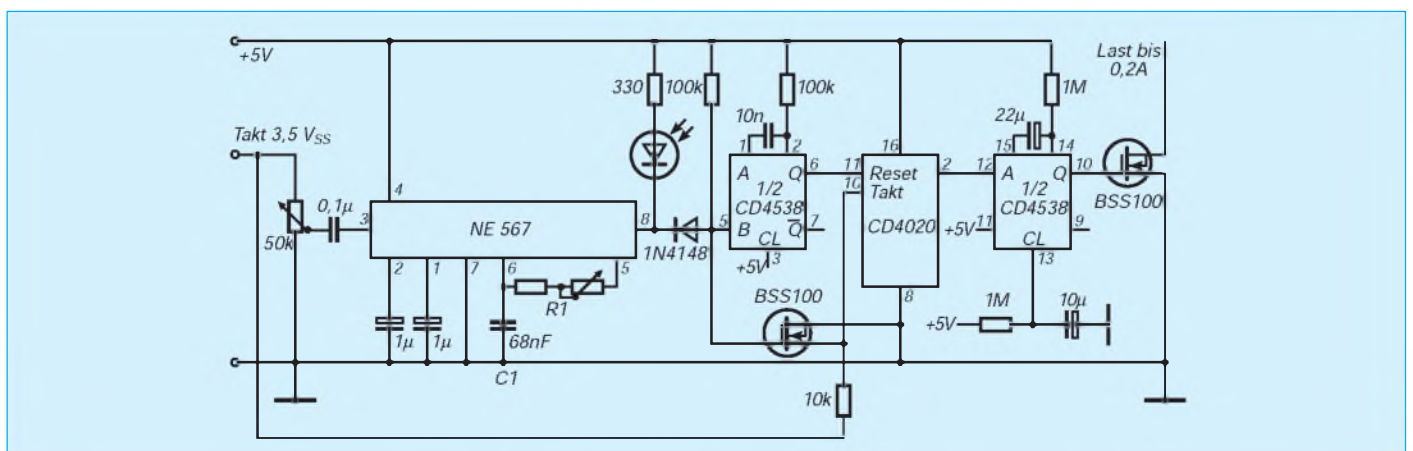 +5V
Takt 3,5 VSS
50k
0,1µ
3
4
NE 567
8
2
1
7
6
5
R1
1µ
1µ
68nF
C1
330
100k
1N4148
10n
100k
1
2
5
A
Q
6
1/2
CD4538
B
Q̅
7
CL
+5V
3
BSS100
10k
16
11
Reset
10
Takt
2
CD4020
8
12
A
Q
10
1/2
CD4538
+5V
11
9
CL
13
15
14
22µ
1M
Last bis
0,2A
BSS100
+5V
1M
10µ